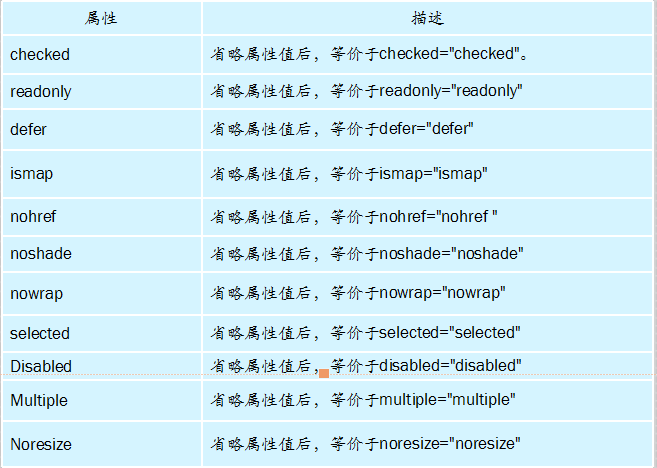 属性 描述
checked 省略属性值后，等价于checked="checked"。
readonly 省略属性值后，等价于readonly="readonly"
defer 省略属性值后，等价于defer="defer"
ismap 省略属性值后，等价于ismap="ismap"
nohref 省略属性值后，等价于nohref="nohref "
noshade 省略属性值后，等价于noshade="noshade"
nowrap 省略属性值后，等价于nowrap="nowrap"
selected 省略属性值后，等价于selected="selected"
Disabled 省略属性值后，等价于disabled="disabled"
Multiple 省略属性值后，等价于multiple="multiple"
Noresize 省略属性值后，等价于noresize="noresize"